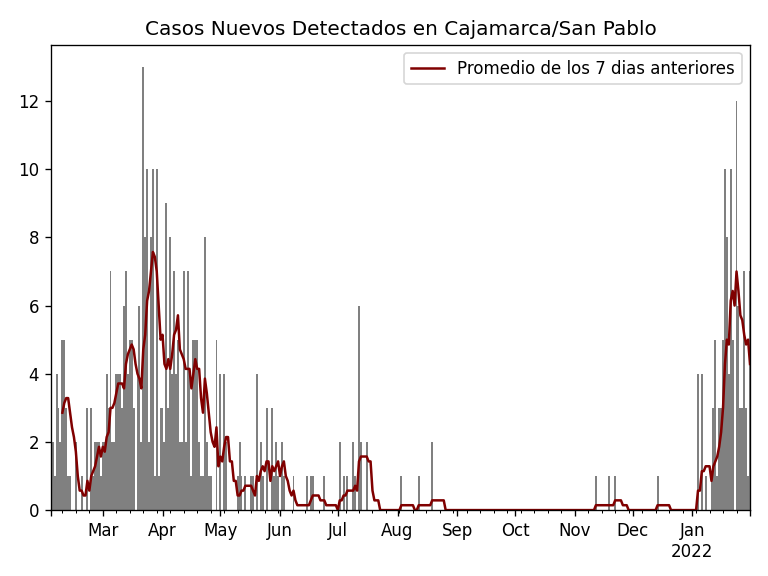 Casos Nuevos Detectados en Cajamarca/San Pablo
Promedio de los 7 dias anteriores
12
10
8
6
4
2
0
Mar Apr May Jun Jul Aug Sep Oct Nov Dec Jan
2022